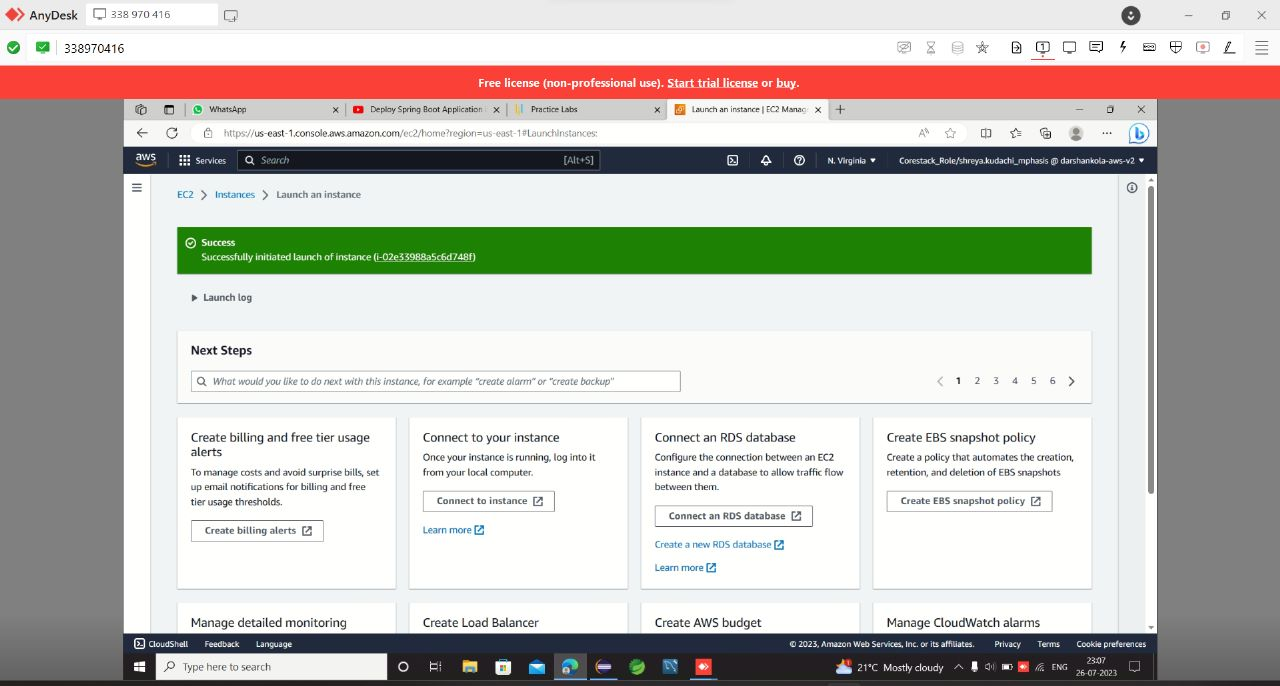 AnyDesk
338 970 416
338970416
Free license (non-professional use). Start trial license or buy.
WhatsApp
Deploy Spring Boot Application
Practice Labs
Launch an instance | EC2 Manag
https://us-east-1.console.aws.amazon.com/ec2/home?region=us-east-1#LaunchInstances:
aws
Services
Search
[Alt+S]
N. Virginia
Corestack_Role/shreya.kudachi_mphasis @ darshankola-aws-v2
EC2
Instances
Launch an instance
Success
Successfully initiated launch of instance (i-02e33988a5c6d748f)
Launch log
Next Steps
What would you like to do next with this instance, for example "create alarm" or "create backup"
1 2 3 4 5 6
Create billing and free tier usage
alerts
To manage costs and avoid surprise bills, set
up email notifications for billing and free
tier usage thresholds.
Create billing alerts
Connect to your instance
Once your instance is running, log into it
from your local computer.
Connect to instance
Learn more
Connect an RDS database
Configure the connection between an EC2
instance and a database to allow traffic flow
between them.
Connect an RDS database
Create a new RDS database
Learn more
Create EBS snapshot policy
Create a policy that automates the creation,
retention, and deletion of EBS snapshots
Create EBS snapshot policy
Manage detailed monitoring
Create Load Balancer
Create AWS budget
Manage CloudWatch alarms
CloudShell
Feedback
Language
© 2023, Amazon Web Services, Inc. or its affiliates.
Privacy
Terms
Cookie preferences
Type here to search
21°C Mostly cloudy
ENG
23:07
26-07-2023